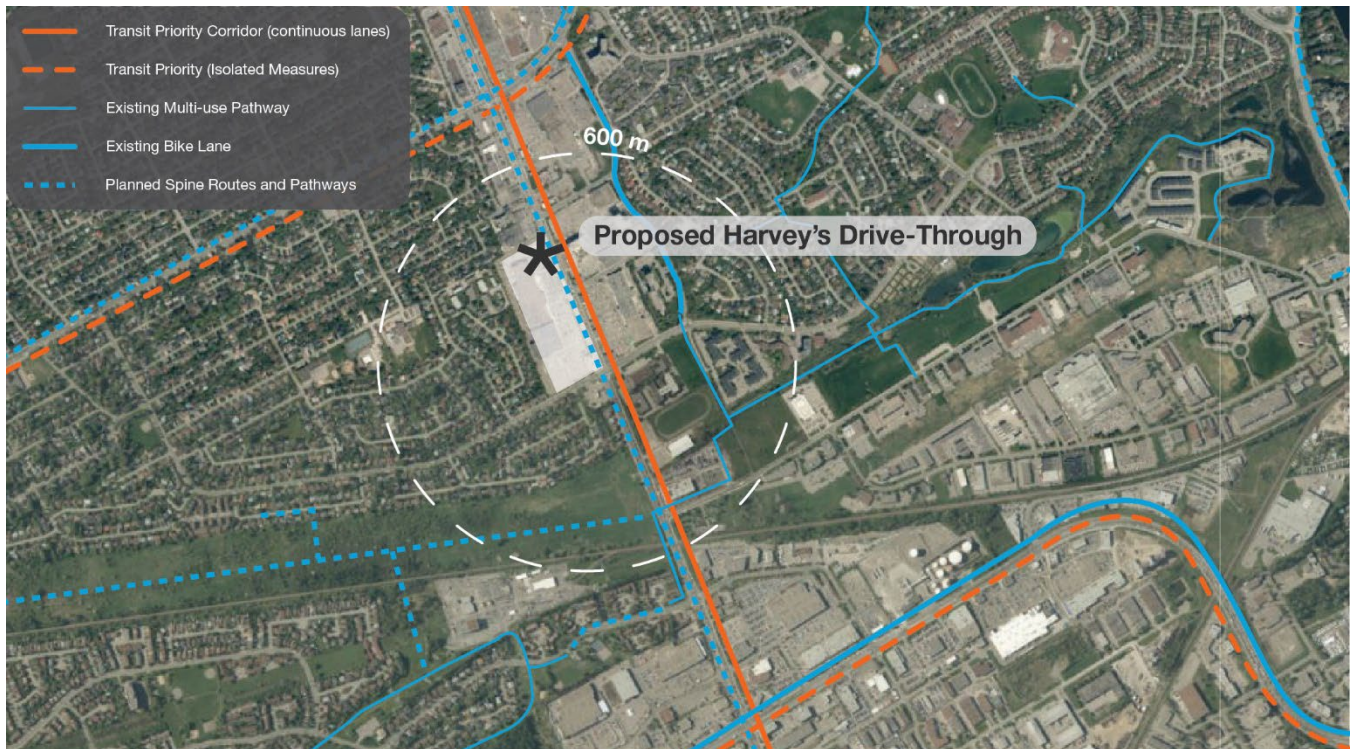 Transit Priority Corridor (continuous lanes)
Transit Priority (Isolated Measures)
Existing Multi-use Pathway
Existing Bike Lane
Planned Spine Routes and Pathways
600 m
Proposed Harvey's Drive-Through